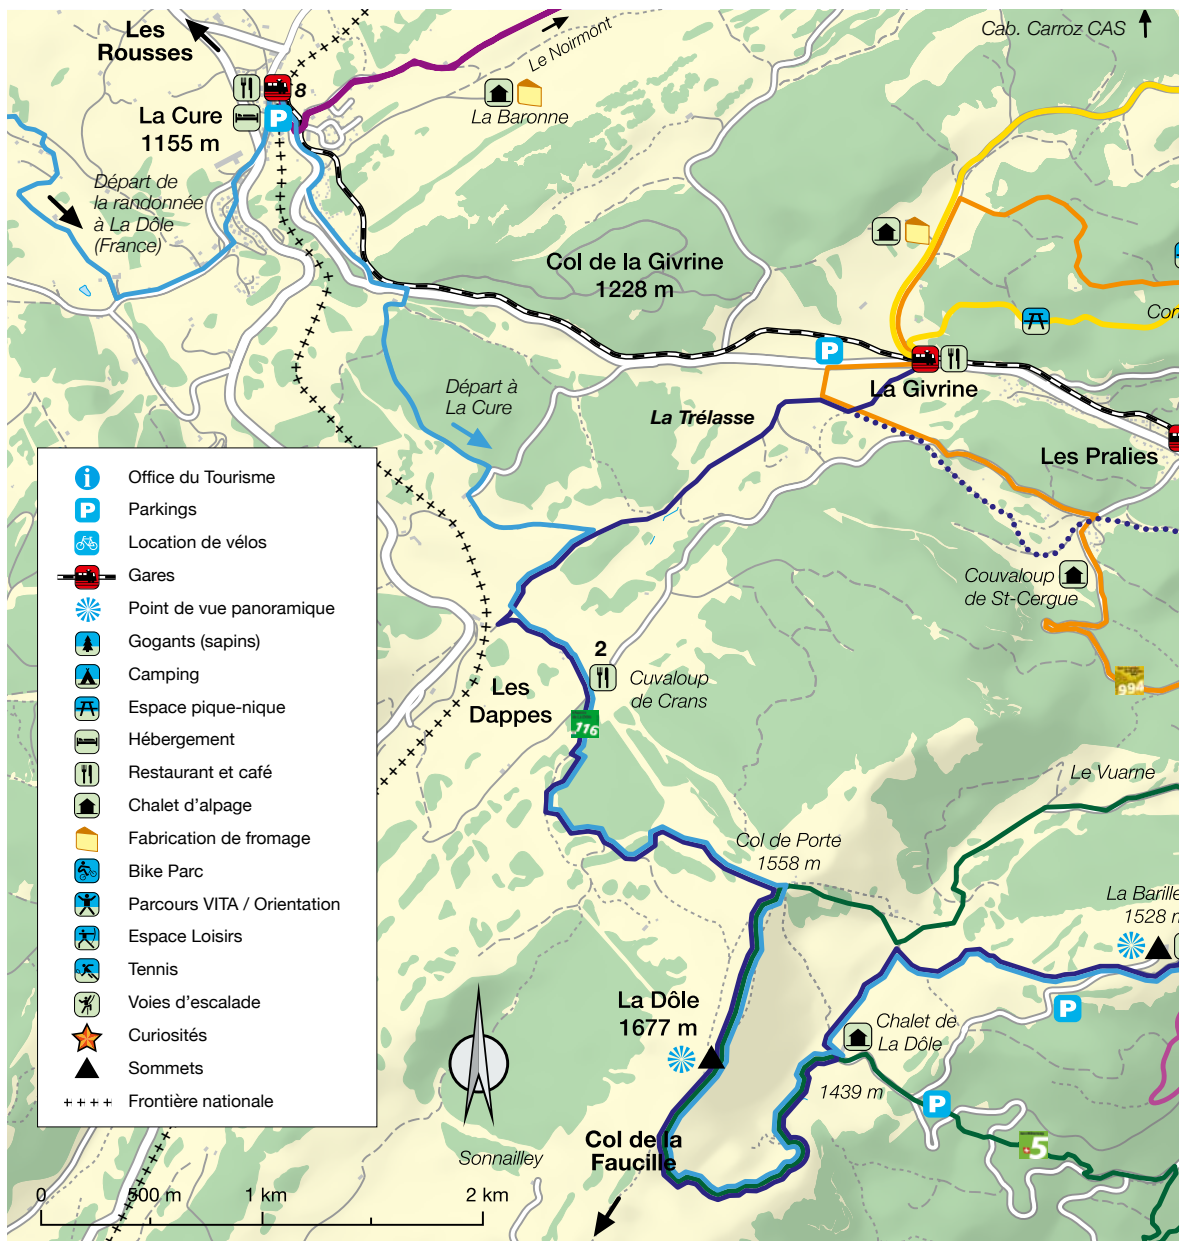 Les
Rousses
8
La Cure
1155 m
P
Départ de
la randonnée
à La Dôle
(France)
Le Noirmont
La Baronne
Cab. Carroz CAS
Col de la Givrine
1228 m
P
La Givrine
La Trélasse
Départ à
La Cure
Les Pralies
Couvaloup
de St-Cergue
994
2
Cuvaloup
de Crans
Les
Dappes
116
Le Vuarne
Col de Porte
1558 m
La Barille
1528 m
P
La Dôle
1677 m
Chalet de
La Dôle
1439 m
P
5
Col de la
Faucille
Sonnailley
i Office du Tourisme
P Parkings
Location de vélos
Gares
Point de vue panoramique
Gogants (sapins)
Camping
Espace pique-nique
Hébergement
Restaurant et café
Chalet d'alpage
Fabrication de fromage
Bike Parc
Parcours VITA / Orientation
Espace Loisirs
Tennis
Voies d'escalade
Curiosités
Sommets
Frontière nationale
0 500 m 1 km 2 km